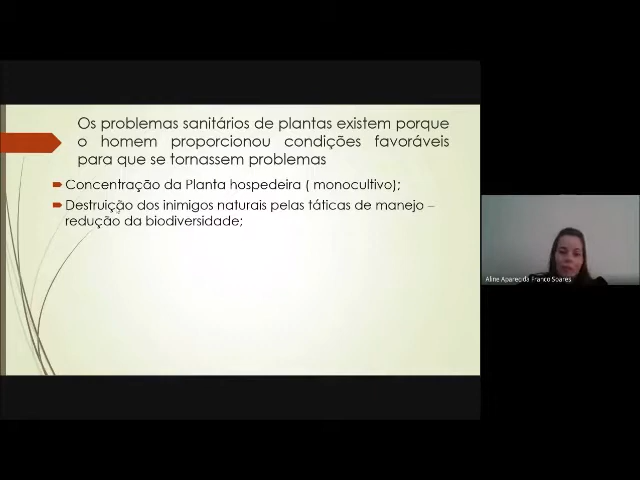 Os problemas sanitários de plantas existem porque
o homem proporcionou condições favoráveis
para que se tornassem problemas
Concentração da Planta hospedeira ( monocultivo);
Destruição dos inimigos naturais pelas táticas de manejo –
redução da biodiversidade;
Aline Aparecida Franco Soares